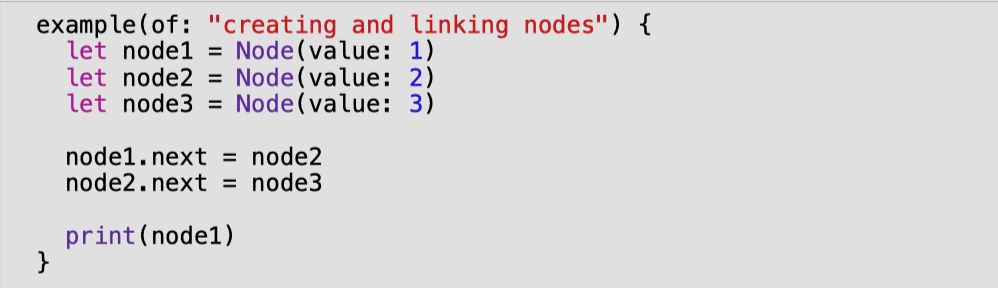 example(of: "creating and linking nodes") {
  let node1 = Node(value: 1)
  let node2 = Node(value: 2)
  let node3 = Node(value: 3)

  node1.next = node2
  node2.next = node3

  print(node1)
}